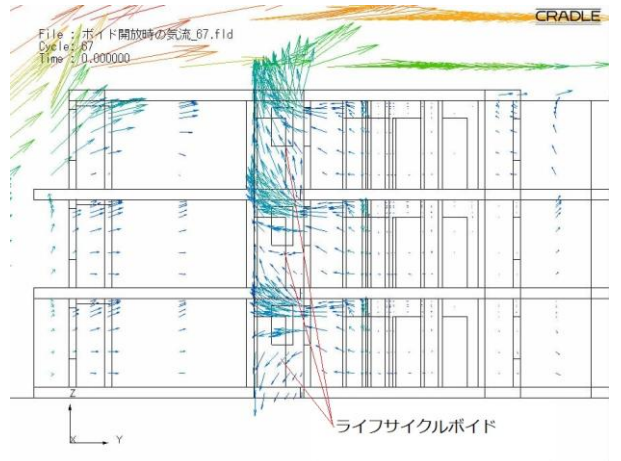 CRADLE
File : ボイド開放時の気流_67.fld
Cycle: 67
Time : 0.000000
Z
X
Y
ライフサイクルボイド